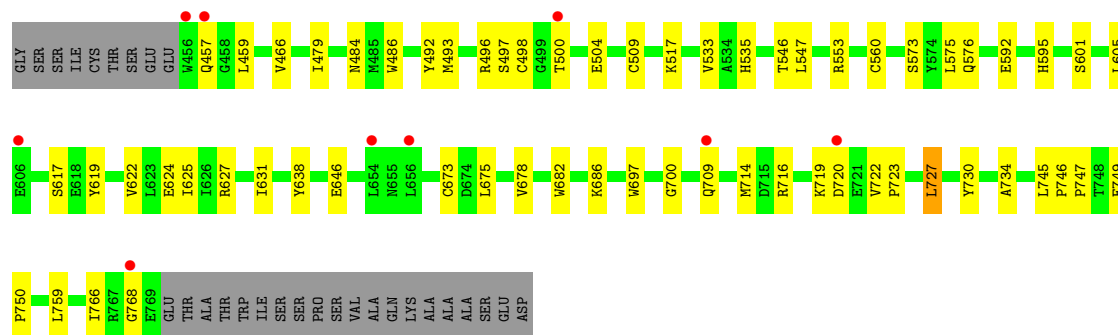 GLY SER SER ILE CYS THR SER GLU GLU W456 Q457 G458 L459 V466 I479 N484 M485 W486 Y492 M493 R496 S497 C498 G499 T500 E504 C509 K517 V533 A534 H535 T546 L547 R553 C560 S573 Y574 L575 Q576 E592 H595 S601 L605
E606 S617 E618 Y619 V622 L623 E624 I625 I626 R627 I631 Y638 E646 L654 N655 L656 C673 D674 L675 V678 W682 K686 W697 G700 Q709 M714 D715 R716 K719 D720 E721 V722 P723 L727 Y730 A734 L745 P746 P747 T748 F749
P750 L759 I766 R767 G768 E769 GLU THR ALA THR TRP ILE SER SER PRO SER VAL ALA GLN LYS ALA ALA ALA SER GLU ASP